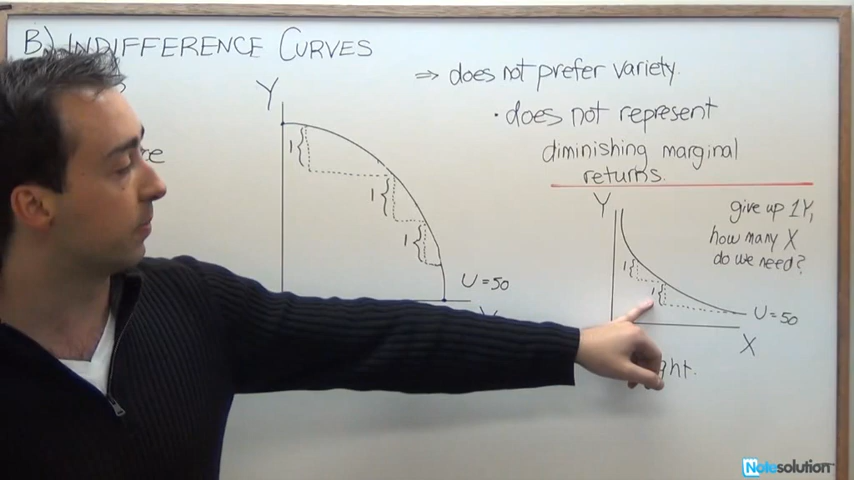 B) INDIFFERENCE CURVES
⇒ does not prefer variety.
• does not represent
diminishing marginal
returns.
Y
1
1
1
U = 50
give up 1Y,
how many X
do we need?
Y
1
1
U = 50
X
Notesolution